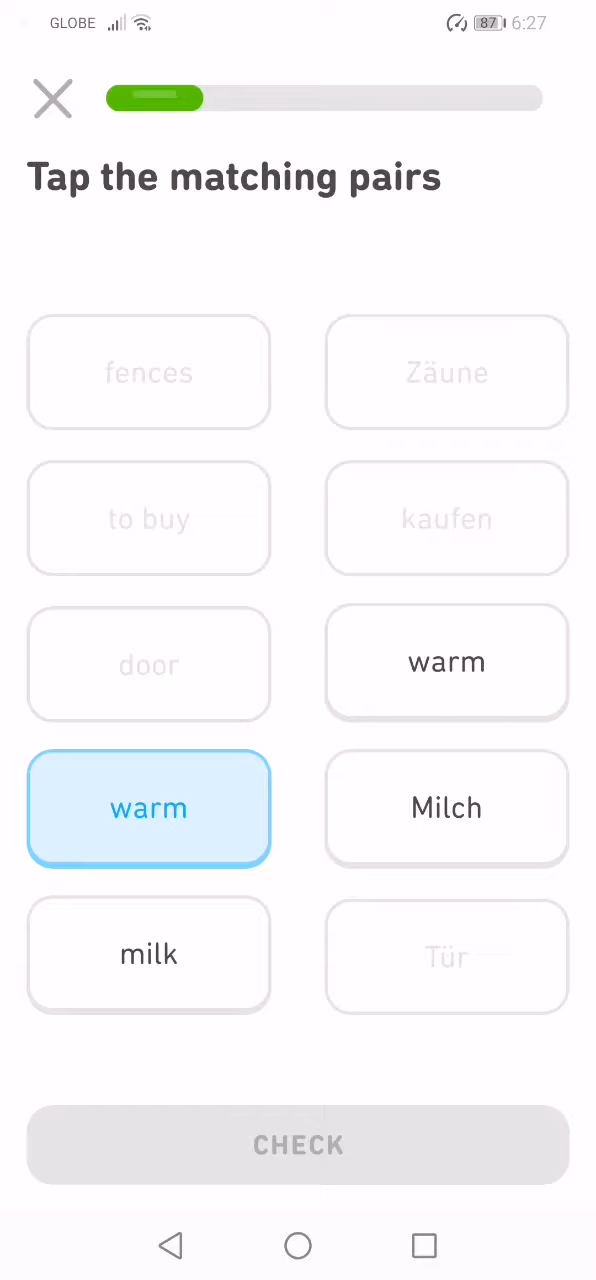 GLOBE 87 6:27
Tap the matching pairs
fences Zäune
to buy kaufen
door warm
warm Milch
milk Tür
CHECK